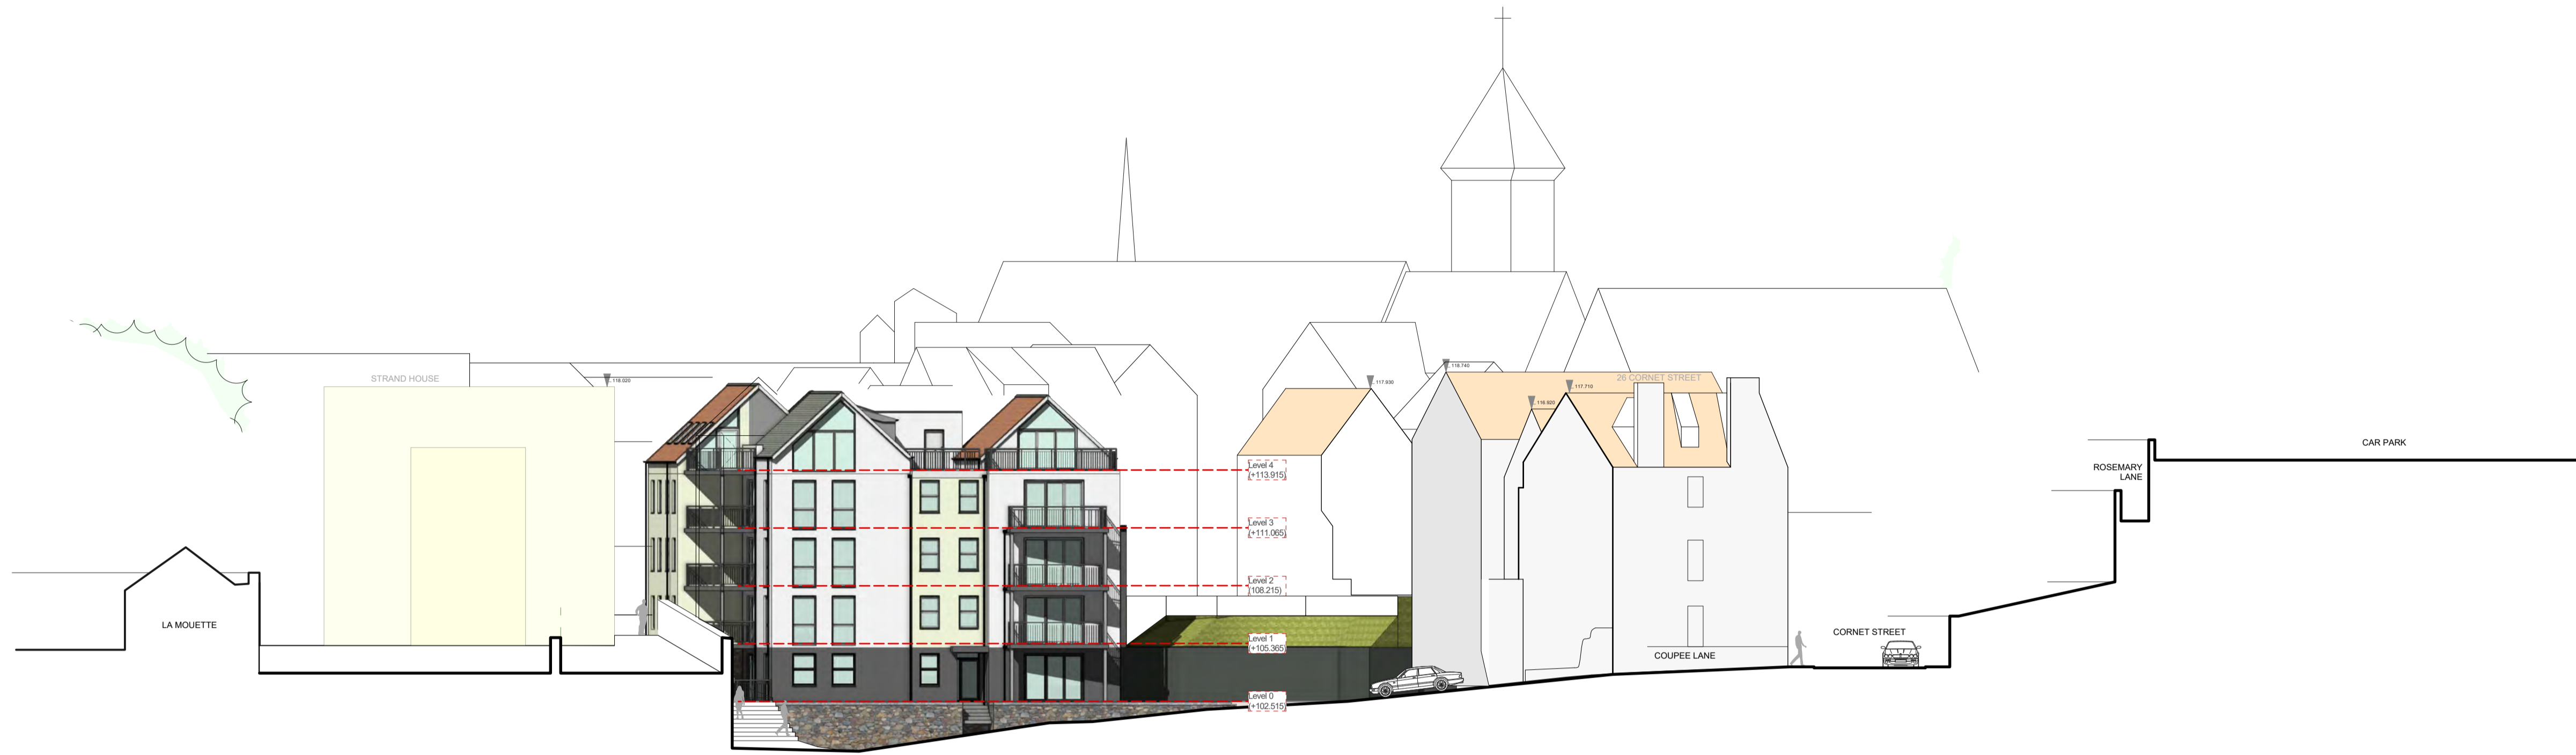 STRAND HOUSE
118.020
117.930
118.740
26 CORNET STREET
117.710
116.920
CAR PARK
ROSEMARY
LANE
Level 4
(+113.915)
Level 3
(+111.065)
Level 2
(108.215)
LA MOUETTE
CORNET STREET
Level 1
(+105.365)
COUPEE LANE
Level 0
(+102.515)